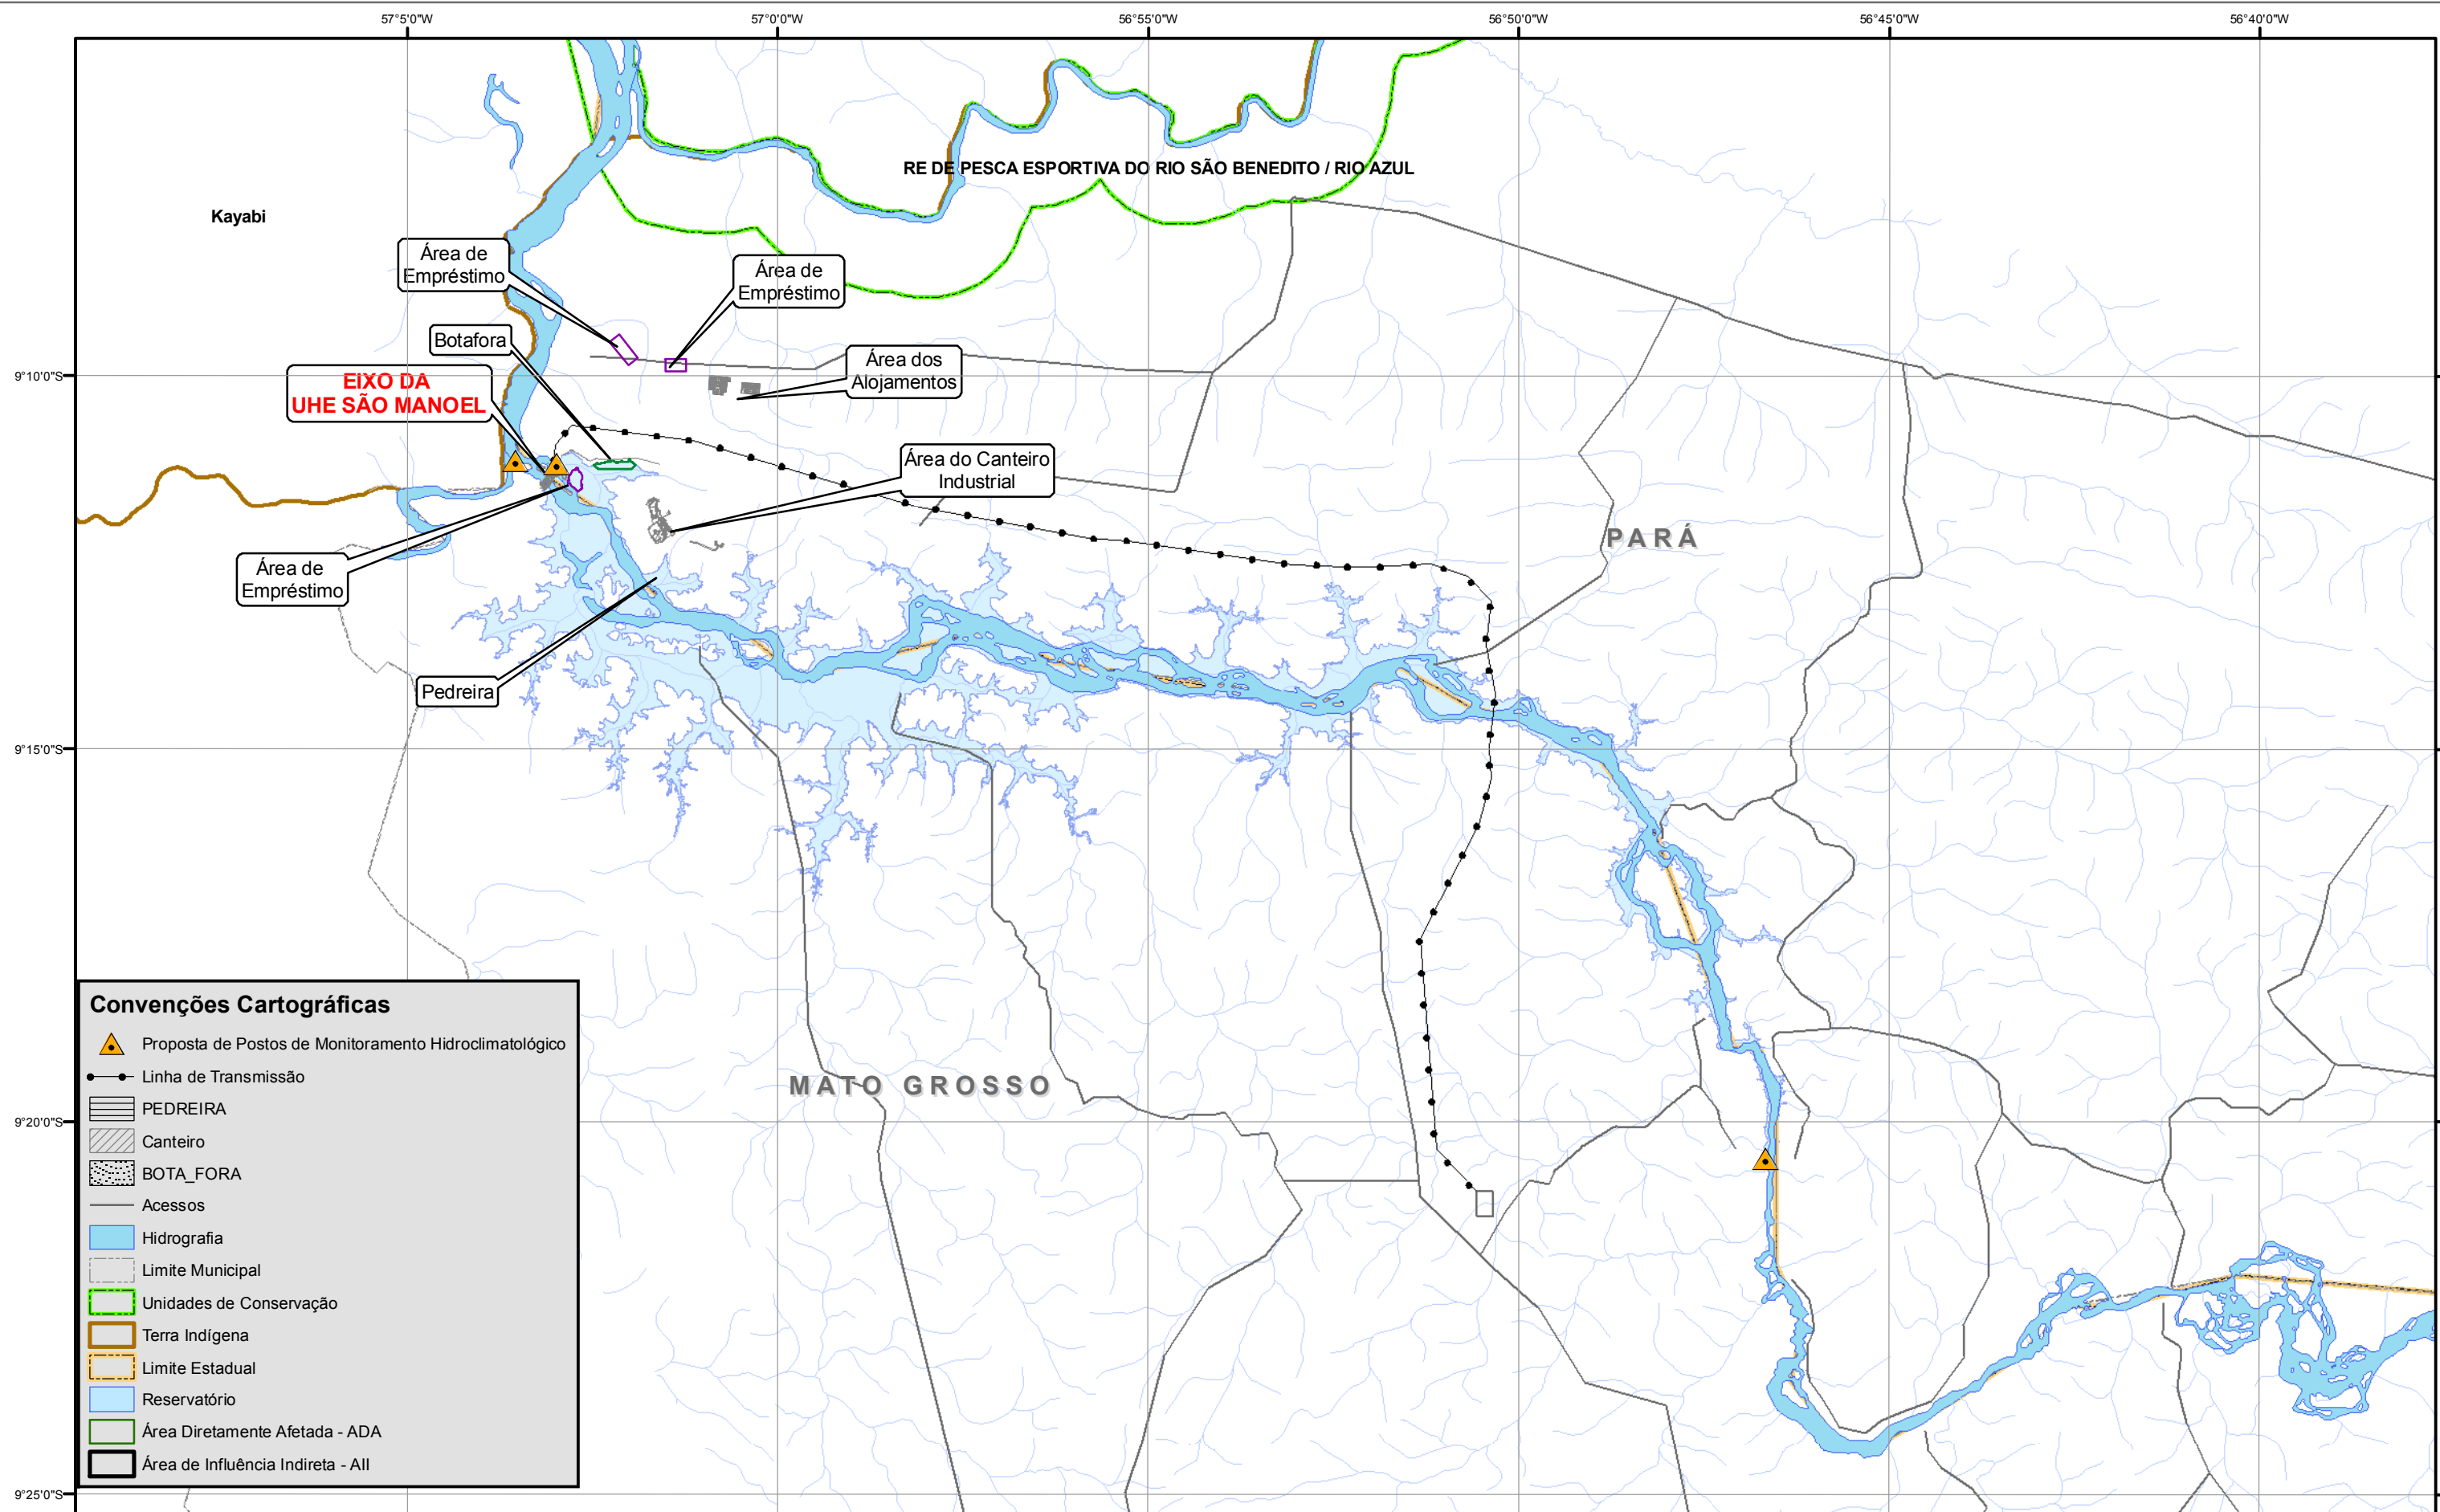 57°5'0"W
57°0'0"W
56°55'0"W
56°50'0"W
56°45'0"W
56°40'0"W
RE DE PESCA ESPORTIVA DO RIO SÃO BENEDITO / RIO AZUL
Kayabi
Área de
Empréstimo
Área de
Empréstimo
Botafora
Área dos
Alojamentos
9°10'0"S
EIXO DA
UHE SÃO MANOEL
Área do Canteiro
Industrial
PARÁ
Área de
Empréstimo
Pedreira
9°15'0"S
MATO GROSSO
9°20'0"S
9°25'0"S
Convenções Cartográficas
Proposta de Postos de Monitoramento Hidroclimatológico
Linha de Transmissão
PEDREIRA
Canteiro
BOTA_FORA
Acessos
Hidrografia
Limite Municipal
Unidades de Conservação
Terra Indígena
Limite Estadual
Reservatório
Área Diretamente Afetada - ADA
Área de Influência Indireta - AII